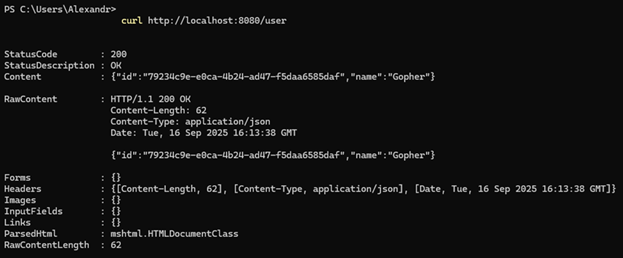 PS C:\Users\Alexandr>
curl http://localhost:8080/user
StatusCode : 200
StatusDescription : OK
Content : {"id":"79234c9e-e0ca-4b24-ad47-f5daa6585daf","name":"Gopher"}
RawContent : HTTP/1.1 200 OK
Content-Length: 62
Content-Type: application/json
Date: Tue, 16 Sep 2025 16:13:38 GMT
{"id":"79234c9e-e0ca-4b24-ad47-f5daa6585daf","name":"Gopher"}
Forms : {}
Headers : {[Content-Length, 62], [Content-Type, application/json], [Date, Tue, 16 Sep 2025 16:13:38 GMT]}
Images : {}
InputFields : {}
Links : {}
ParsedHtml : mshtml.HTMLDocumentClass
RawContentLength : 62